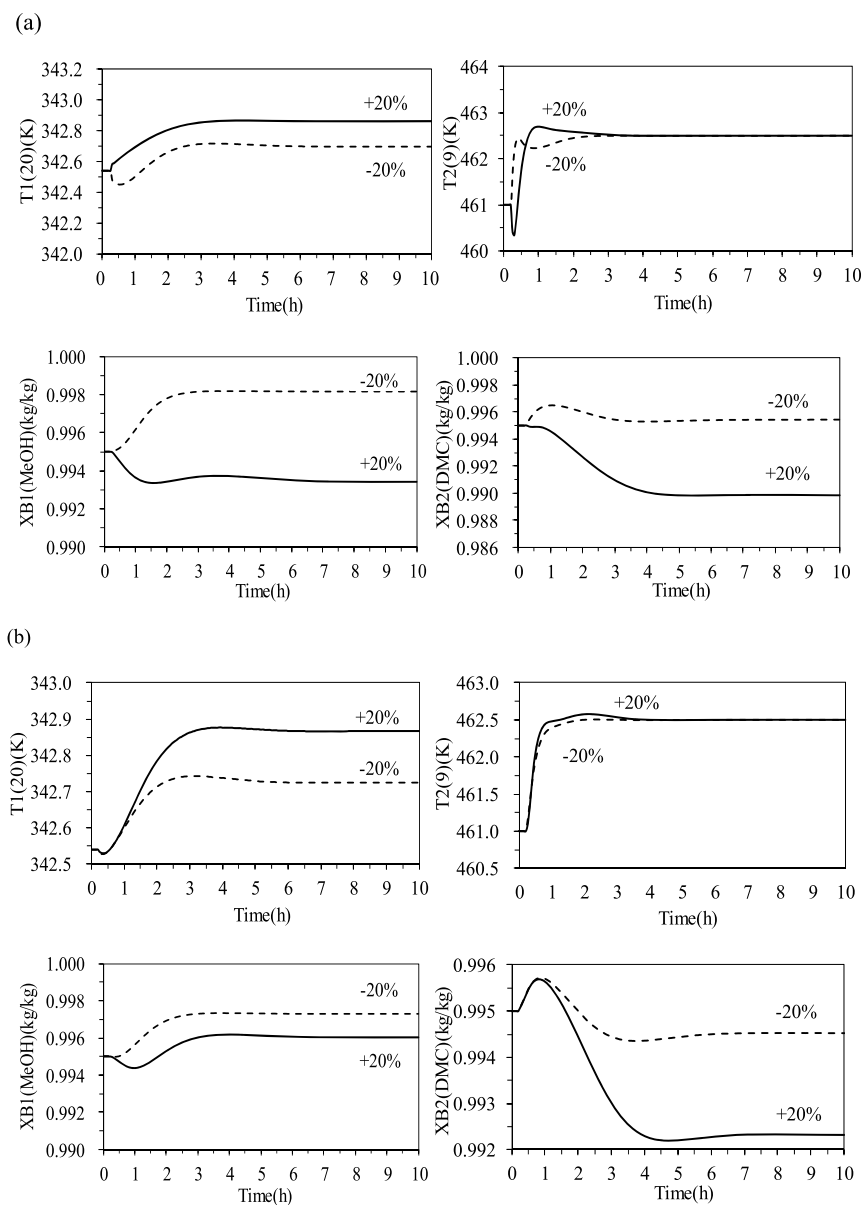 (a)
343.2
343.0
342.8
342.6
342.4
342.2
342.0
T1(20)(K)
+20%
-20%
0 1 2 3 4 5 6 7 8 9 10
Time(h)
464
463
462
461
460
T2(9)(K)
+20%
-20%
0 1 2 3 4 5 6 7 8 9 10
Time(h)
1.000
0.998
0.996
0.994
0.992
0.990
XB1(MeOH)(kg/kg)
-20%
+20%
0 1 2 3 4 5 6 7 8 9 10
Time(h)
1.000
0.998
0.996
0.994
0.992
0.990
0.988
0.986
XB2(DMC)(kg/kg)
-20%
+20%
0 1 2 3 4 5 6 7 8 9 10
Time(h)
(b)
343.0
342.9
342.8
342.7
342.6
342.5
T1(20)(K)
+20%
-20%
0 1 2 3 4 5 6 7 8 9 10
Time(h)
463.0
462.5
462.0
461.5
461.0
460.5
T2(9)(K)
+20%
-20%
0 1 2 3 4 5 6 7 8 9 10
Time(h)
1.000
0.998
0.996
0.994
0.992
0.990
XB1(MeOH)(kg/kg)
-20%
+20%
0 1 2 3 4 5 6 7 8 9 10
Time(h)
0.996
0.995
0.994
0.993
0.992
XB2(DMC)(kg/kg)
-20%
+20%
0 1 2 3 4 5 6 7 8 9 10
Time(h)